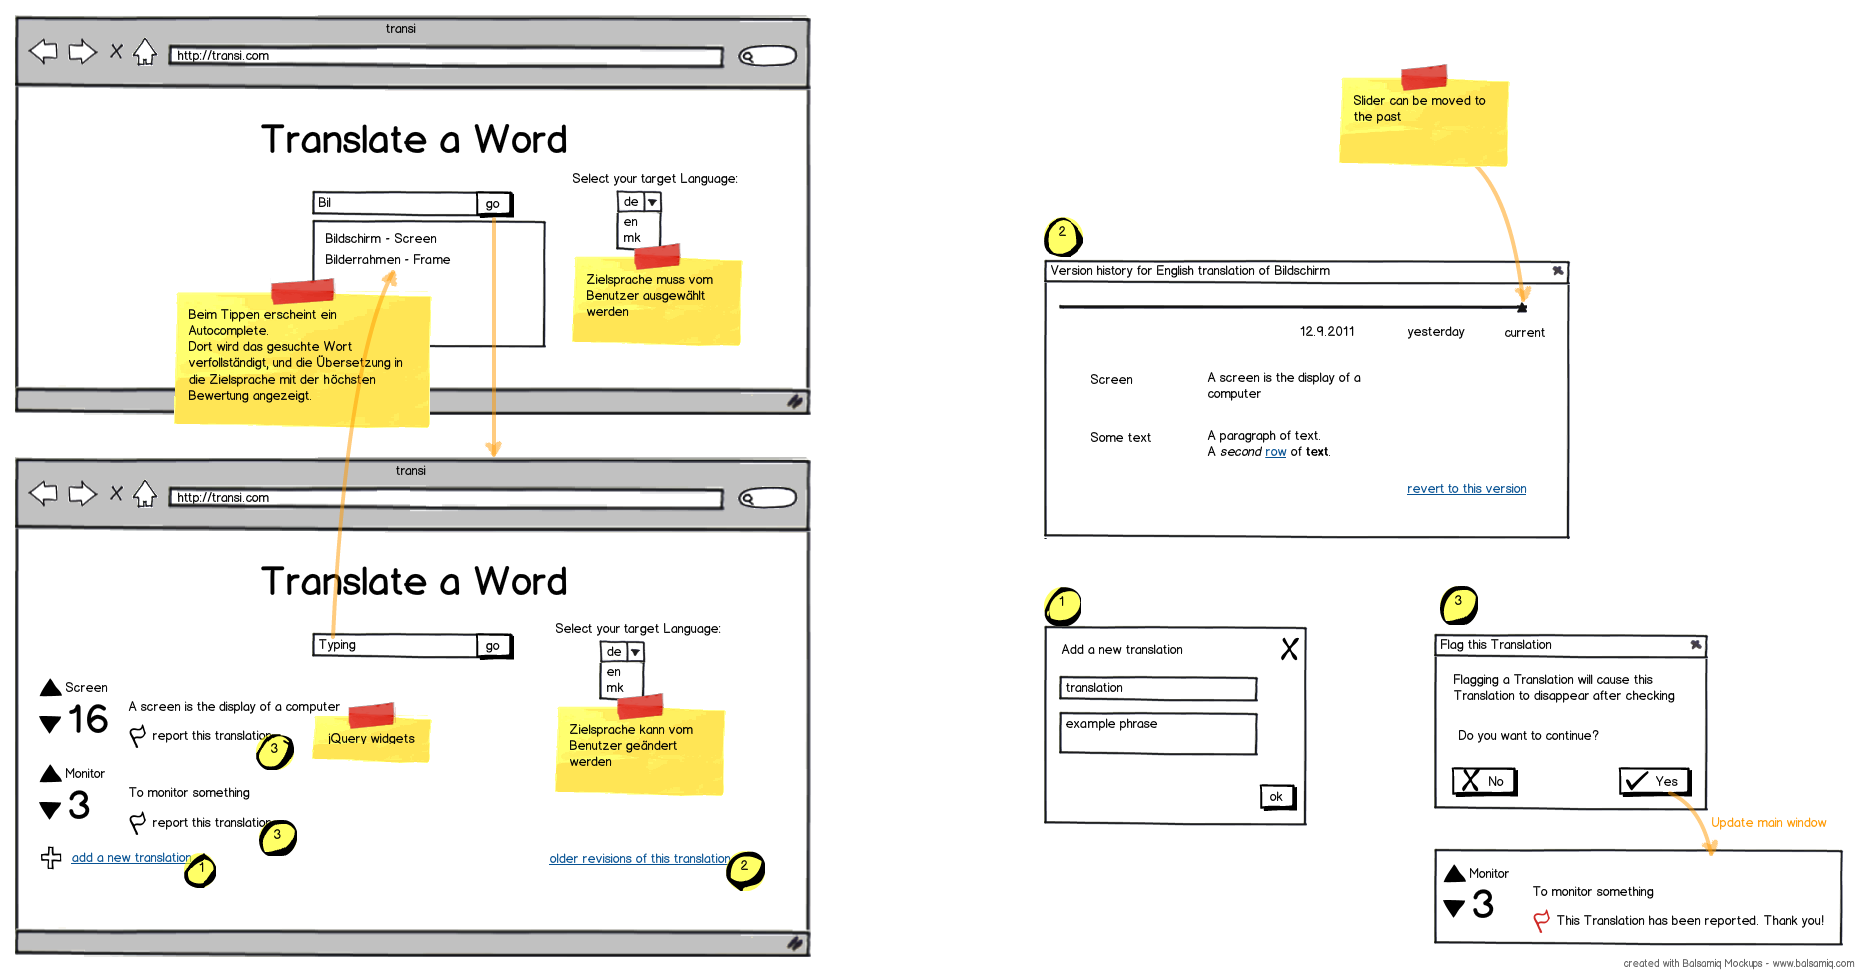 transi
http://transi.com
Translate a Word
Select your target Language:
Bil
go
de
en
mk
Bildschirm - Screen
Bilderrahmen - Frame
Zielsprache muss vom
Benutzer ausgewählt
werden
Beim Tippen erscheint ein
Autocomplete.
Dort wird das gesuchte Wort
verfollständigt, und die Übersetzung in
die Zielsprache mit der höchsten
Bewertung angezeigt.
transi
http://transi.com
Translate a Word
Select your target Language:
Typing
go
de
en
mk
Zielsprache kann vom
Benutzer geändert
werden
Screen
16
A screen is the display of a computer
report this translation
3
jQuery widgets
Monitor
3
To monitor something
report this translation
3
add a new translation
1
older revisions of this translation
2
Slider can be moved to
the past
2
Version history for English translation of Bildschirm
12.9.2011
yesterday
current
Screen
A screen is the display of a
computer
Some text
A paragraph of text.
A second row of text.
revert to this version
1
Add a new translation
X
translation
example phrase
ok
3
Flag this Translation
Flagging a Translation will cause this
Translation to disappear after checking
Do you want to continue?
No
Yes
Update main window
Monitor
3
To monitor something
This Translation has been reported. Thank you!
created with Balsamiq Mockups - www.balsamiq.com